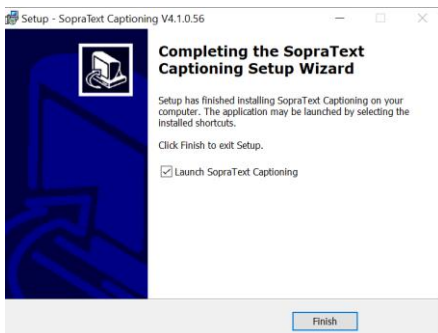 Setup - SopraText Captioning V4.1.0.56
Completing the SopraText
Captioning Setup Wizard
Setup has finished installing SopraText Captioning on your
computer. The application may be launched by selecting the
installed shortcuts.
Click Finish to exit Setup.
Launch SopraText Captioning
Finish